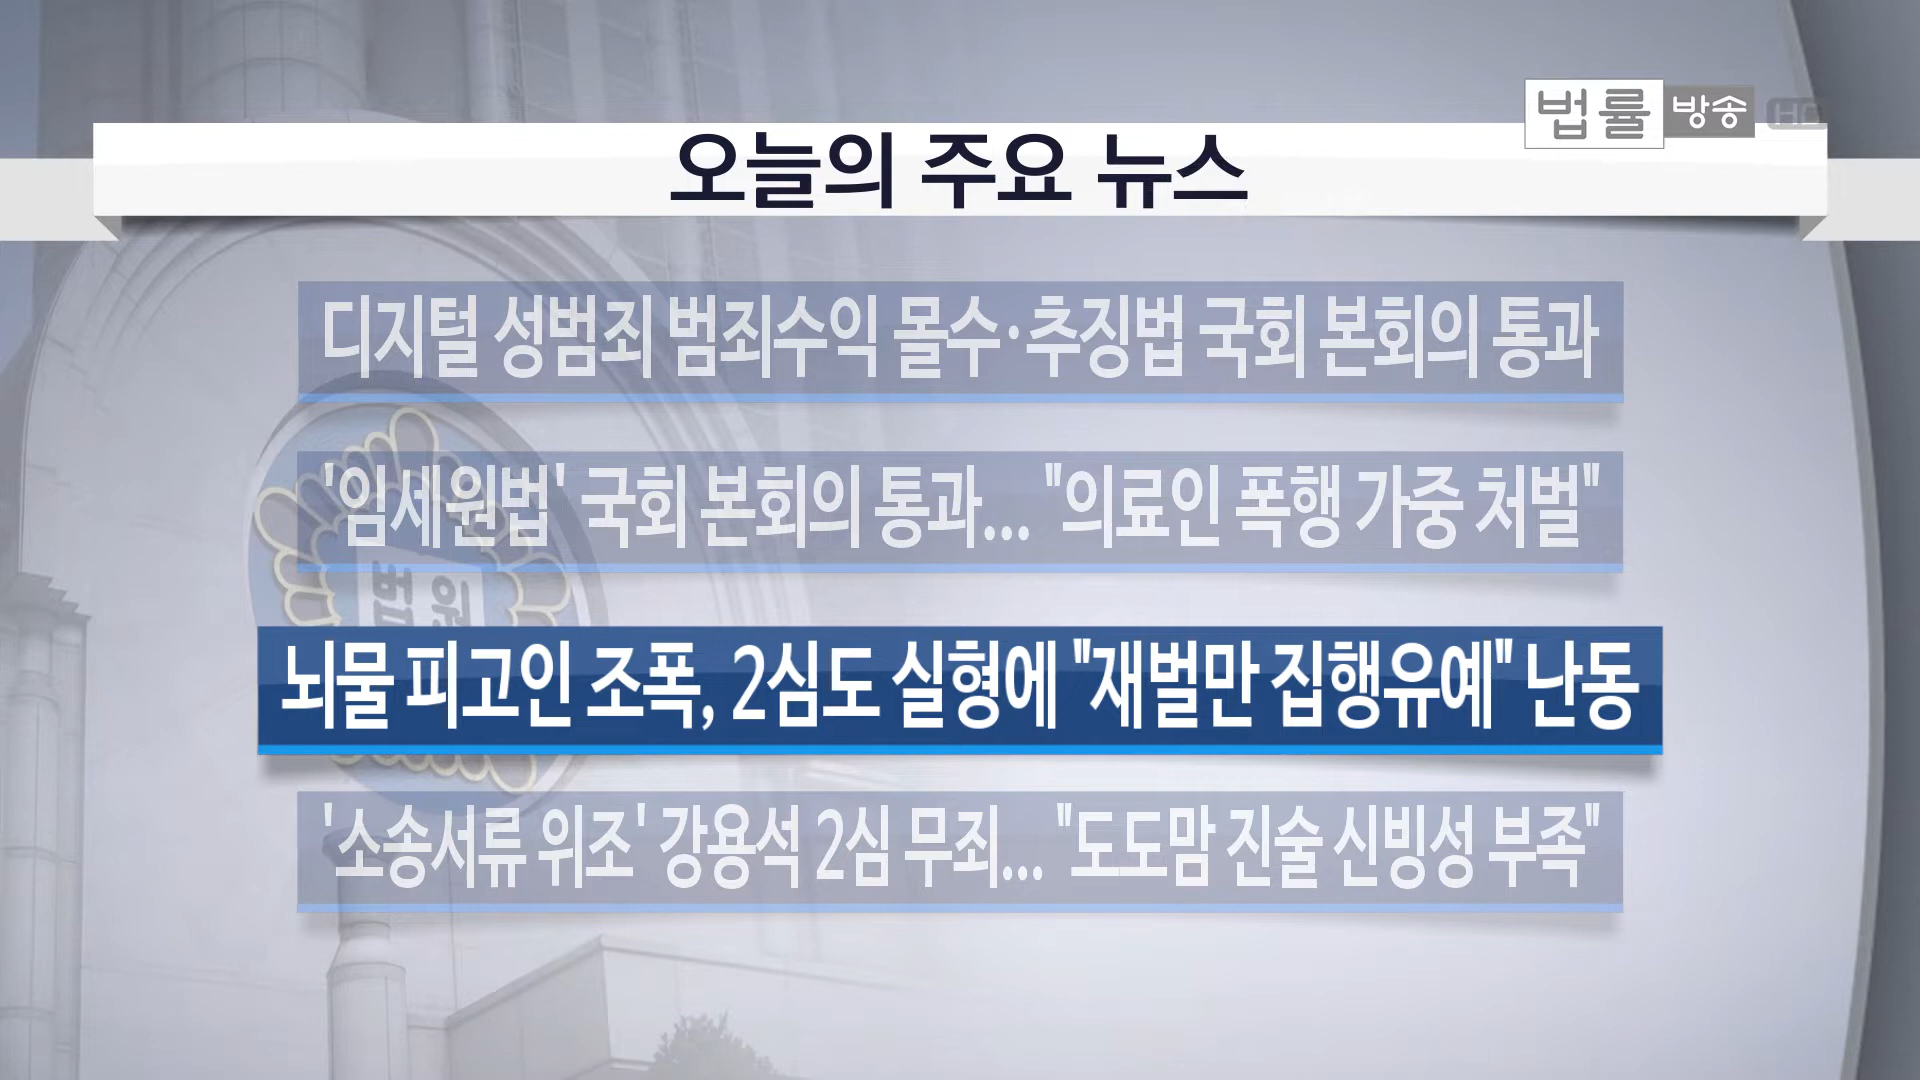 법률방송 HD
오늘의 주요 뉴스
디지털 성범죄 범죄수익 몰수·추징법 국회 본회의 통과
'임세원법' 국회 본회의 통과... "의료인 폭행 가중 처벌"
법원
뇌물 피고인 조폭, 2심도 실형에 "재벌만 집행유예" 난동
'소송서류 위조' 강용석 2심 무죄... "도도맘 진술 신빙성 부족"